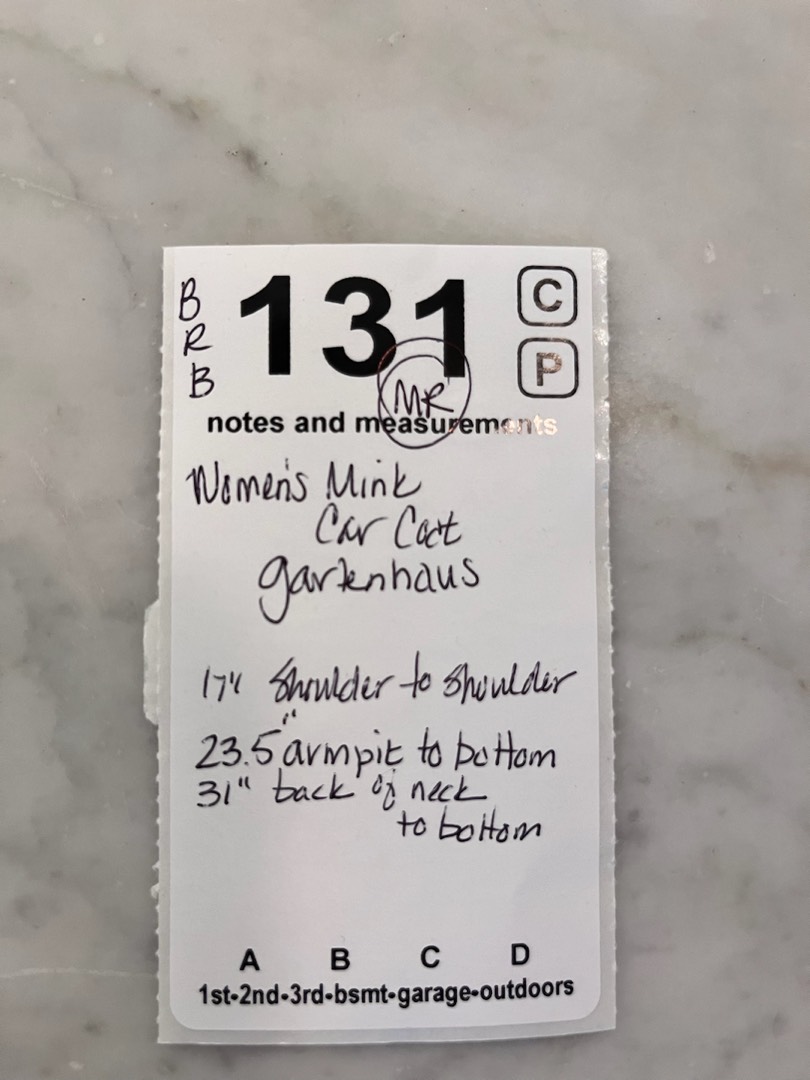 B
R
B
131
C
P
MR
notes and measurements
Women's Mink
Car Coat
gartenhaus
17" Shoulder to shoulder
23.5" armpit to bottom
31" back of neck
to bottom
A B C D
1st-2nd-3rd-bsmt-garage-outdoors